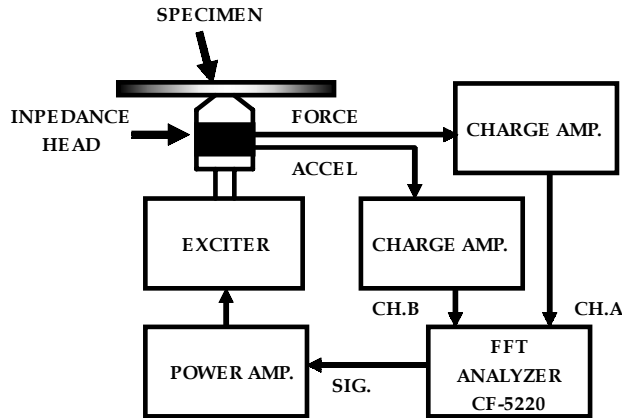 SPECIMEN
INPEDANCE
HEAD
FORCE
ACCEL
CHARGE AMP.
EXCITER
CHARGE AMP.
CH.B
CH.A
POWER AMP.
SIG.
FFT
ANALYZER
CF-5220